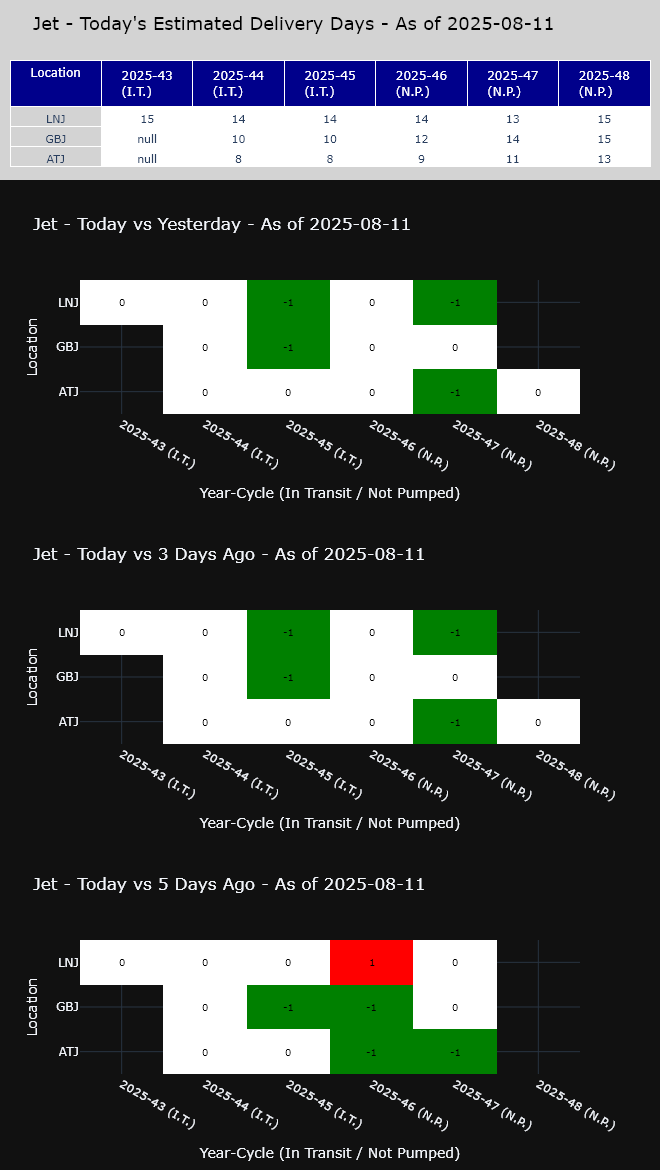 Jet - Today's Estimated Delivery Days - As of 2025-08-11
Location 2025-43 (I.T.) 2025-44 (I.T.) 2025-45 (I.T.) 2025-46 (N.P.) 2025-47 (N.P.) 2025-48 (N.P.)
LNJ 15 14 14 14 13 15
GBJ null 10 10 12 14 15
ATJ null 8 8 9 11 13
Jet - Today vs Yesterday - As of 2025-08-11
Location
LNJ 0 0 -1 0 -1
GBJ 0 -1 0 0
ATJ 0 0 0 -1 0
2025-43 (I.T.) 2025-44 (I.T.) 2025-45 (I.T.) 2025-46 (N.P.) 2025-47 (N.P.) 2025-48 (N.P.)
Year-Cycle (In Transit / Not Pumped)
Jet - Today vs 3 Days Ago - As of 2025-08-11
Location
LNJ 0 0 -1 0 -1
GBJ 0 -1 0 0
ATJ 0 0 0 -1 0
2025-43 (I.T.) 2025-44 (I.T.) 2025-45 (I.T.) 2025-46 (N.P.) 2025-47 (N.P.) 2025-48 (N.P.)
Year-Cycle (In Transit / Not Pumped)
Jet - Today vs 5 Days Ago - As of 2025-08-11
Location
LNJ 0 0 0 1 0
GBJ 0 -1 -1 0
ATJ 0 0 -1 -1
2025-43 (I.T.) 2025-44 (I.T.) 2025-45 (I.T.) 2025-46 (N.P.) 2025-47 (N.P.) 2025-48 (N.P.)
Year-Cycle (In Transit / Not Pumped)